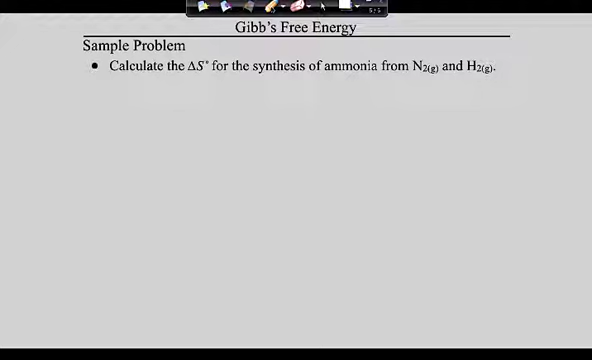 Gibb's Free Energy
Sample Problem
• Calculate the ΔS° for the synthesis of ammonia from N2(g) and H2(g).